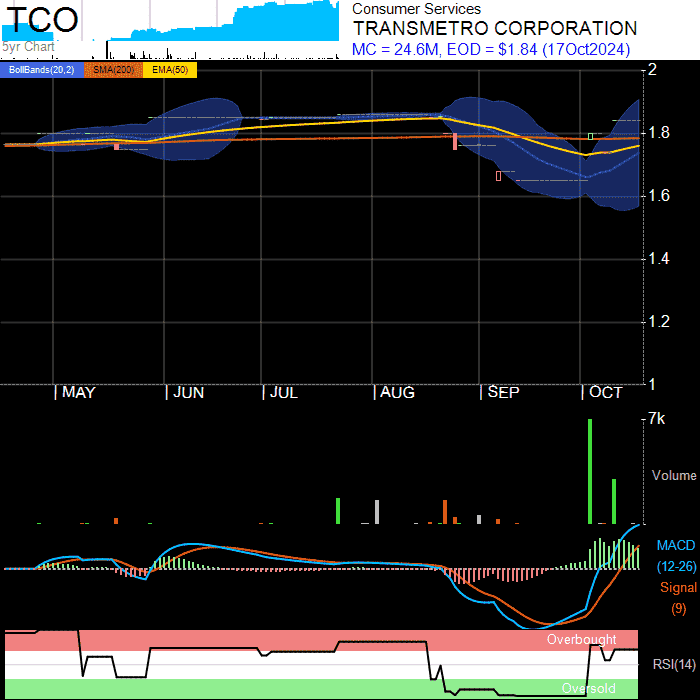 TCO
5yr Chart
Consumer Services
TRANSMETRO CORPORATION
MC = 24.6M, EOD = $1.84 (17Oct2024)
BollBands(20,2) SMA(200) EMA(50)
2
1.8
1.6
1.4
1.2
1
MAY JUN JUL AUG SEP OCT
7k
Volume
MACD
(12-26)
Signal
(9)
Overbought
RSI(14)
Oversold